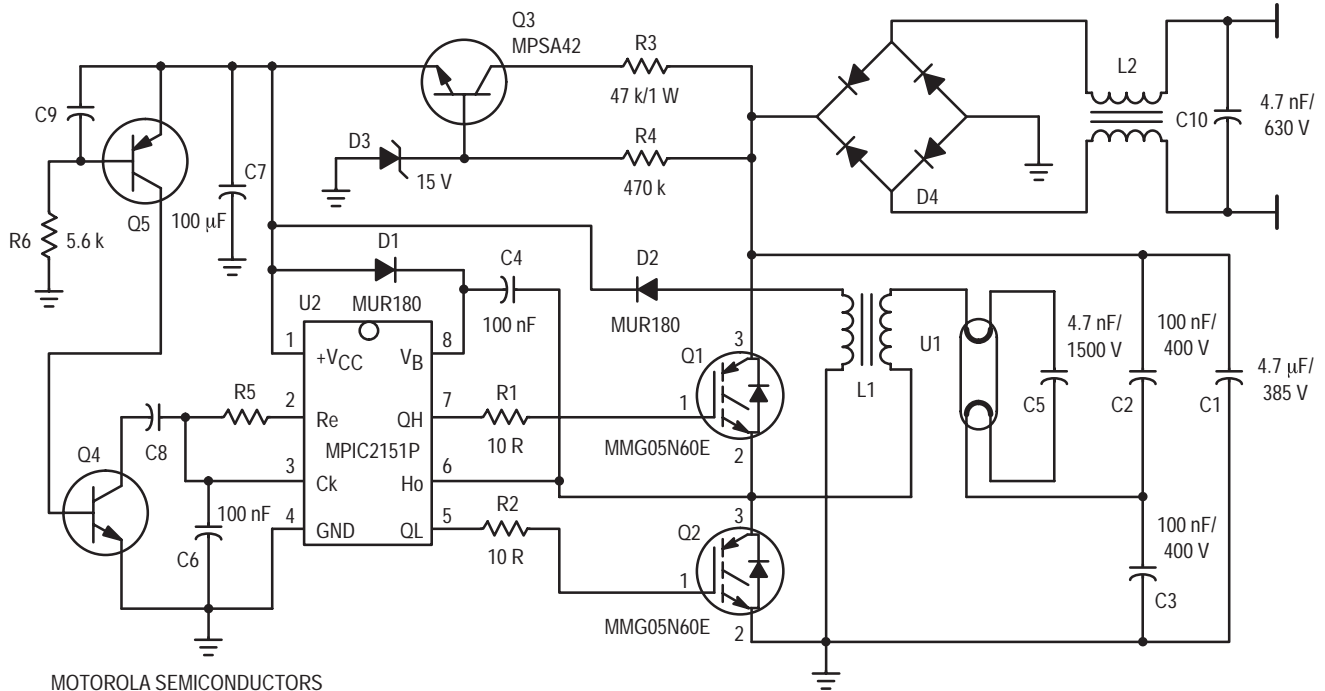 Q3
MPSA42
R3
47 k/1 W
L2
C9
D3
15 V
R4
470 k
C10
4.7 nF/
630 V
D4
C7
100 μF
R6
5.6 k
Q5
D1
MUR180
C4
100 nF
D2
MUR180
U2
1
+VCC
VB
8
2
Re
QH
7
MPIC2151P
3
Ck
Ho
6
4
GND
QL
5
R5
C8
Q4
100 nF
C6
R1
10 R
R2
10 R
Q1
3
1
2
MMG05N60E
Q2
3
1
2
MMG05N60E
L1
U1
4.7 nF/
1500 V
C5
100 nF/
400 V
C2
4.7 μF/
385 V
C1
100 nF/
400 V
C3
MOTOROLA SEMICONDUCTORS